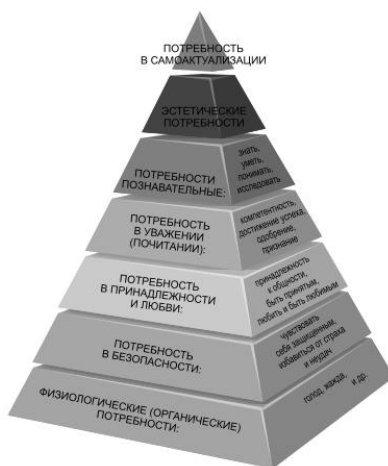 ПОТРЕБНОСТЬ
В САМОАКТУАЛИЗАЦИИ
ЭСТЕТИЧЕСКИЕ
ПОТРЕБНОСТИ
ПОТРЕБНОСТИ
ПОЗНАВАТЕЛЬНЫЕ:
знать,
уметь,
понимать,
исследовать
ПОТРЕБНОСТЬ
В УВАЖЕНИИ
(ПОЧИТАНИИ):
компетентность,
достижение успеха,
одобрение,
признание
ПОТРЕБНОСТЬ
В ПРИНАДЛЕЖНОСТИ
И ЛЮБВИ:
принадлежность
к общности,
быть принятым,
любить и быть любимым
ПОТРЕБНОСТЬ
В БЕЗОПАСНОСТИ:
чувствовать
себя защищенным,
избавиться от страха
и неудач
ФИЗИОЛОГИЧЕСКИЕ (ОРГАНИЧЕСКИЕ)
ПОТРЕБНОСТИ:
голод, жажда,
и др.